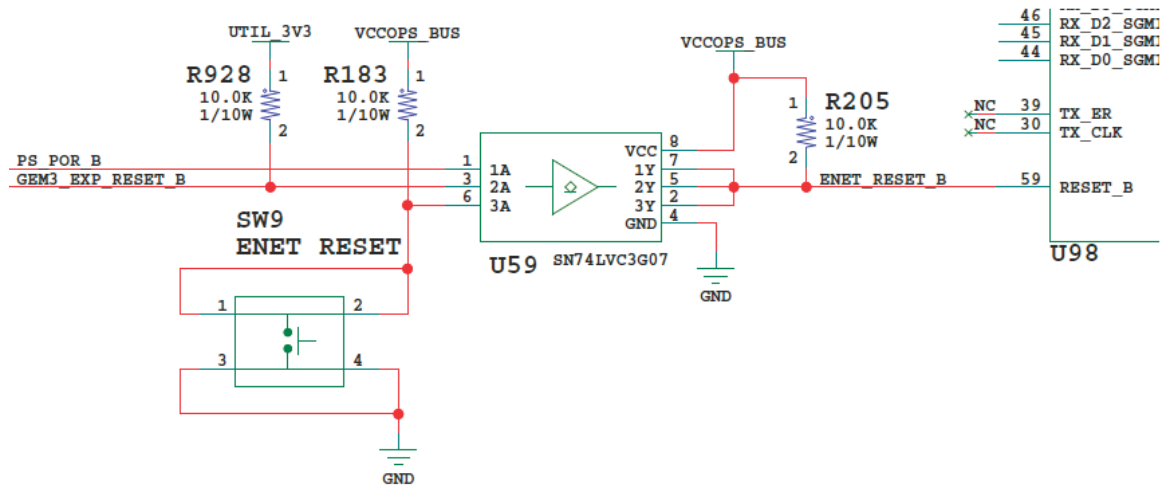 UTIL_3V3
VCCOPS_BUS
R928
10.0K
1/10W
1
2
R183
10.0K
1/10W
1
2
VCCOPS_BUS
R205
10.0K
1/10W
1
2
PS_POR_B
GEM3_EXP_RESET_B
1 1A
3 2A
6 3A
VCC 8
1Y 7
2Y 5
3Y 2
GND 4
U59 SN74LVC3G07
GND
ENET_RESET_B
46 RX_D2_SGMI
45 RX_D1_SGMI
44 RX_D0_SGMI
NC 39 TX_ER
NC 30 TX_CLK
59 RESET_B
U98
SW9
ENET RESET
1 2
3 4
GND